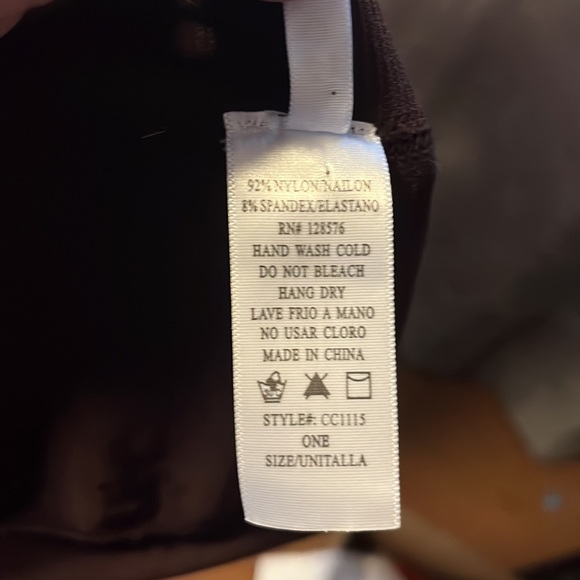 92% NYLON/NAILON
8% SPANDEX/ELASTANO
RN# 128576
HAND WASH COLD
DO NOT BLEACH
HANG DRY
LAVE FRIO A MANO
NO USAR CLORO
MADE IN CHINA
STYLE#: CC1115
ONE
SIZE/UNITALLA